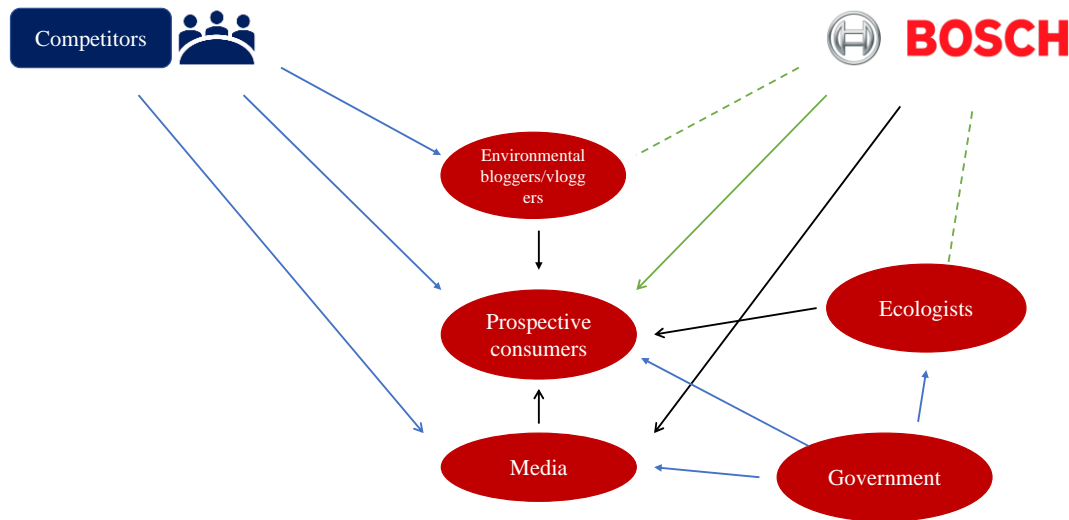 Competitors
BOSCH
Environmental
bloggers/vlogg
ers
Prospective
consumers
Ecologists
Media
Government